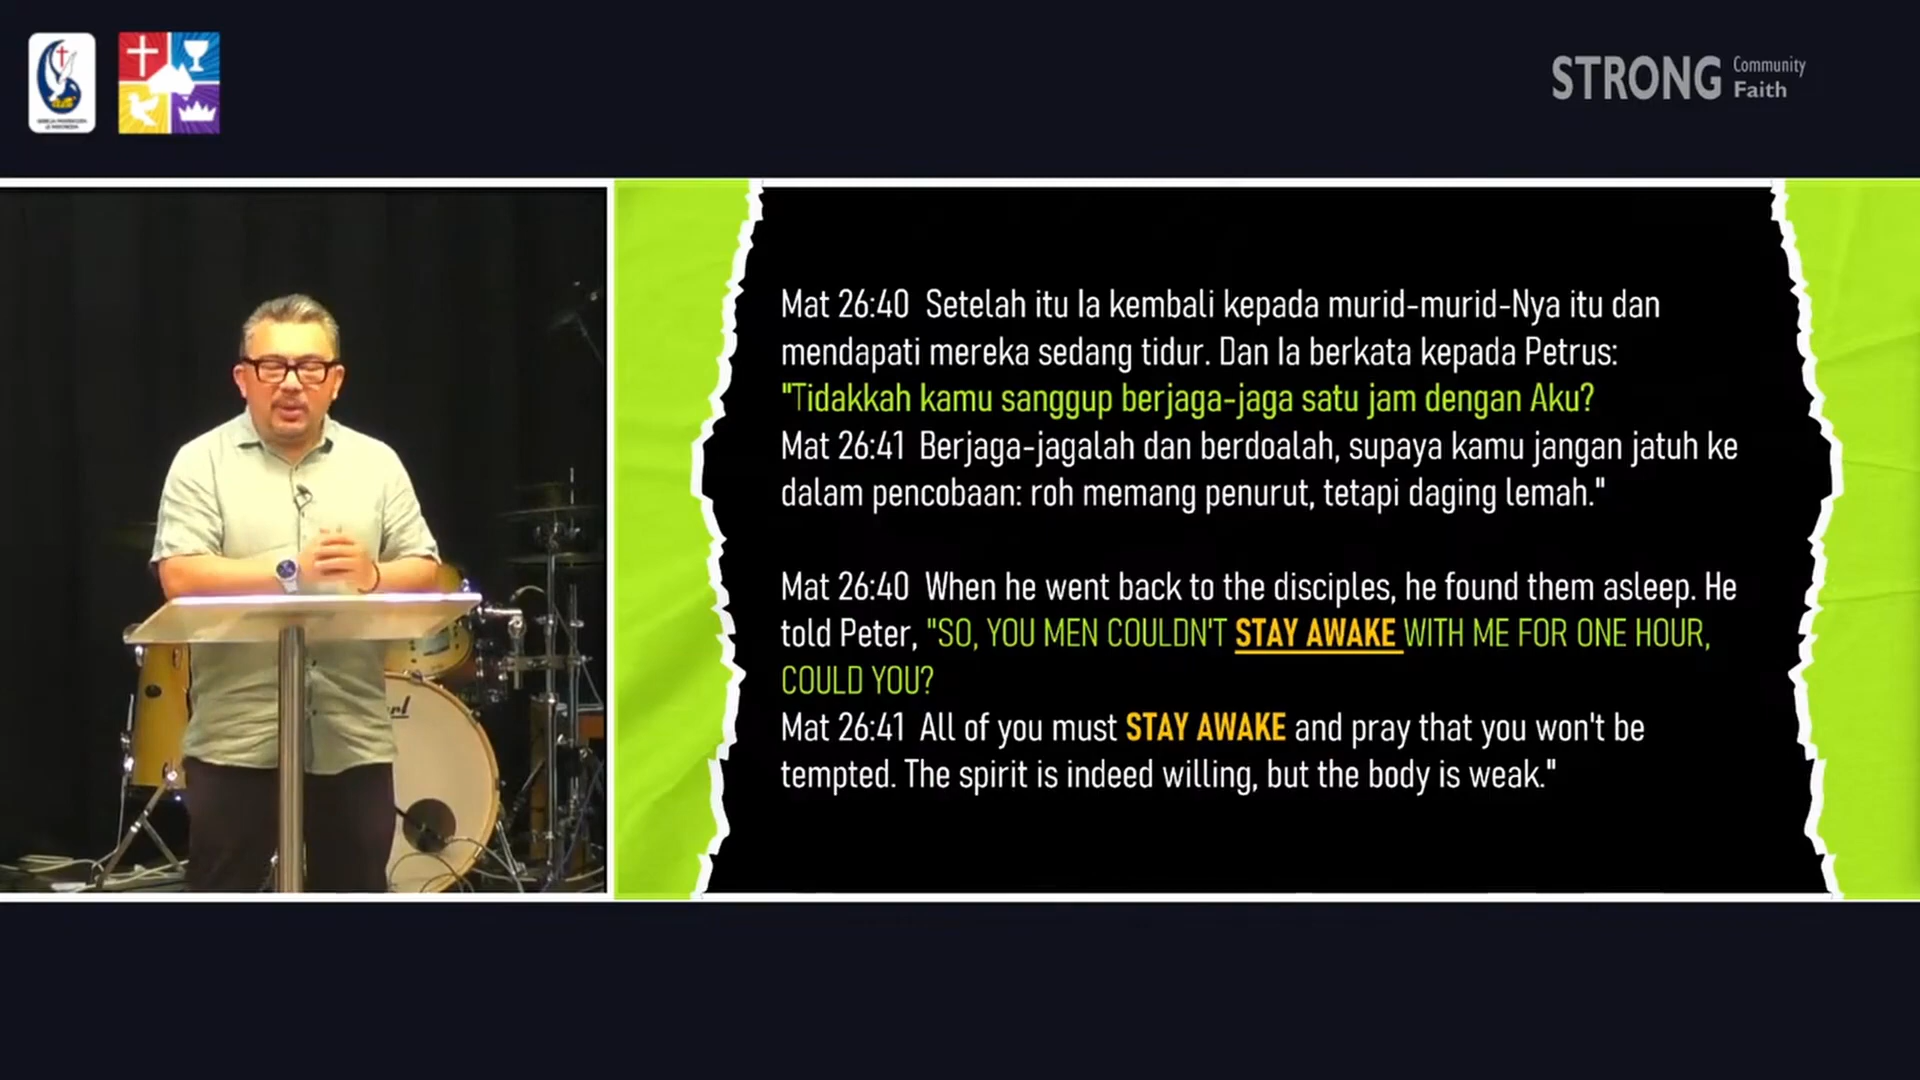 STRONG Community Faith
Mat 26:40 Setelah itu Ia kembali kepada murid-murid-Nya itu dan
mendapati mereka sedang tidur. Dan Ia berkata kepada Petrus:
"Tidakkah kamu sanggup berjaga-jaga satu jam dengan Aku?
Mat 26:41 Berjaga-jagalah dan berdoalah, supaya kamu jangan jatuh ke
dalam pencobaan: roh memang penurut, tetapi daging lemah."
Mat 26:40 When he went back to the disciples, he found them asleep. He
told Peter, "SO, YOU MEN COULDN'T STAY AWAKE WITH ME FOR ONE HOUR,
COULD YOU?
Mat 26:41 All of you must STAY AWAKE and pray that you won't be
tempted. The spirit is indeed willing, but the body is weak."